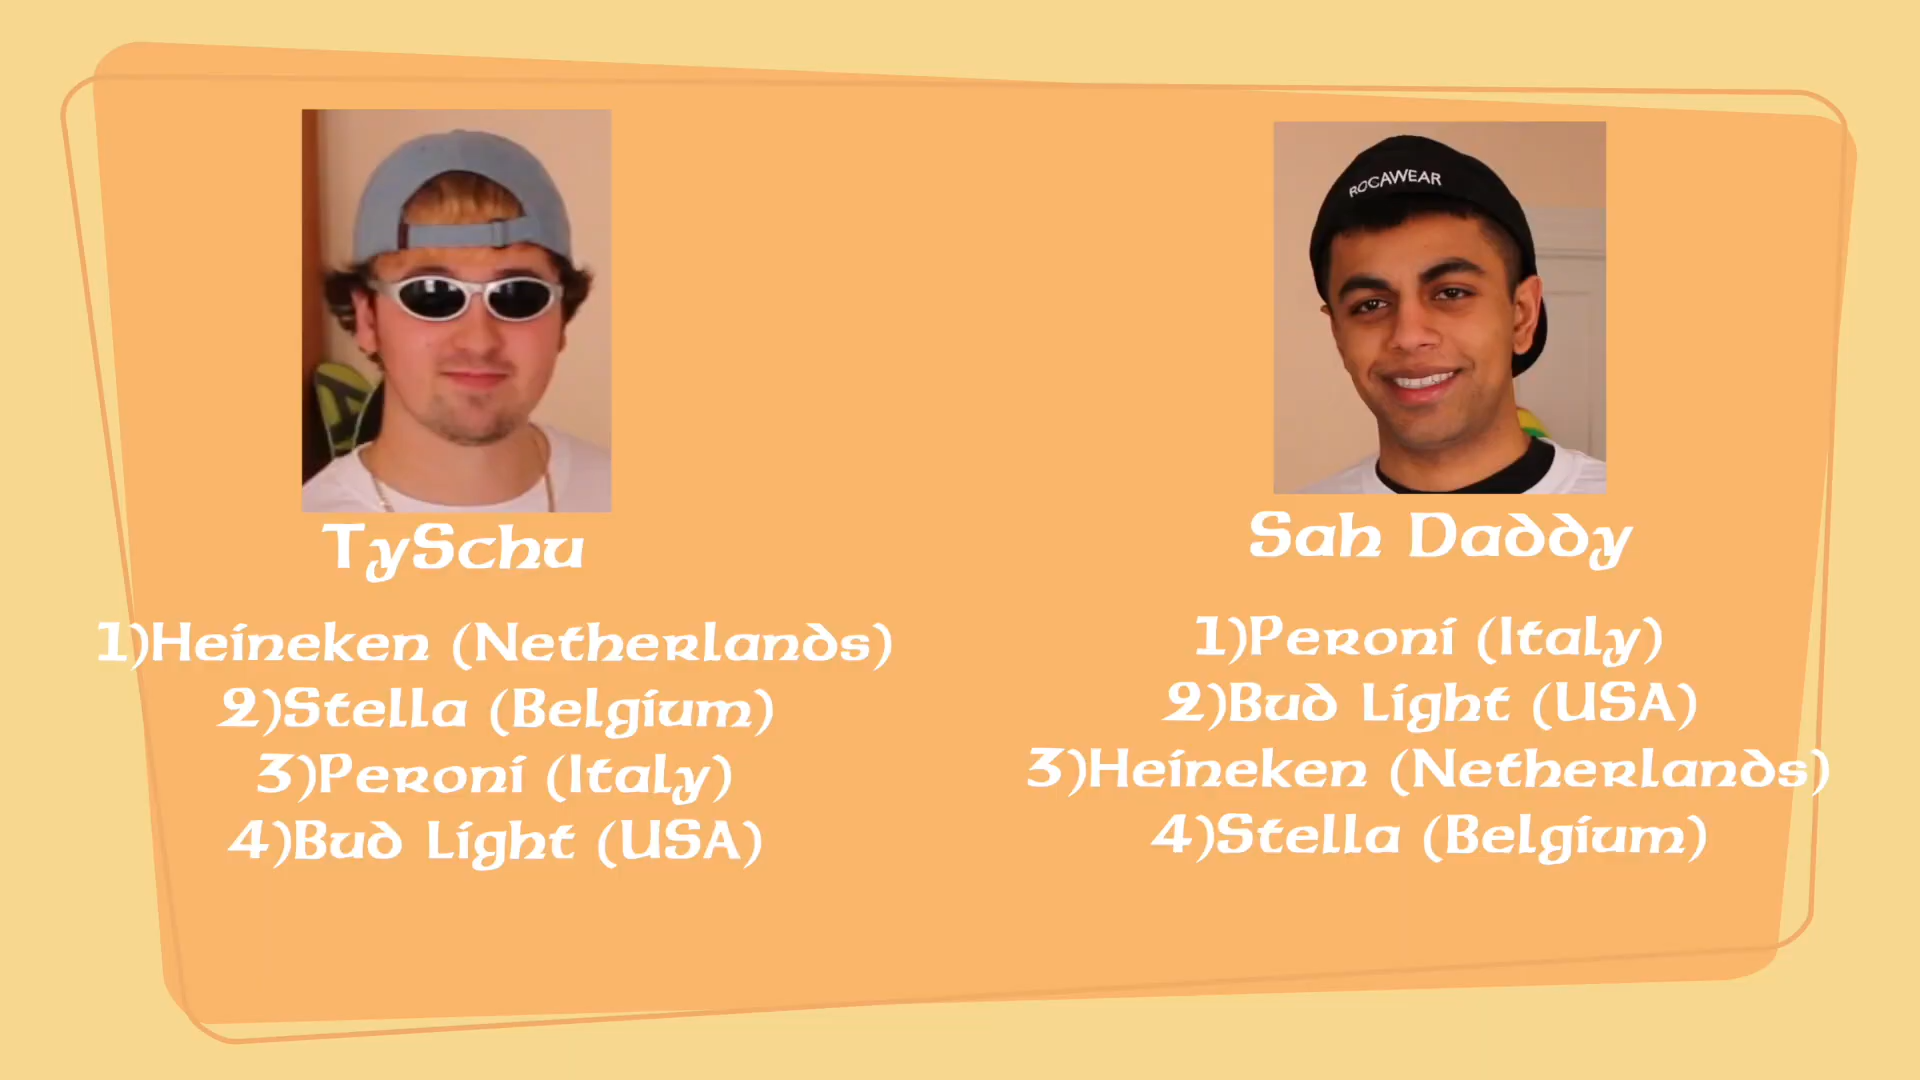 ROCAWEAR
TySchu
1)Heineken (Netherlands)
2)Stella (Belgium)
3)Peroni (Italy)
4)Bud Light (USA)
Sah Daddy
1)Peroni (Italy)
2)Bud Light (USA)
3)Heineken (Netherlands)
4)Stella (Belgium)